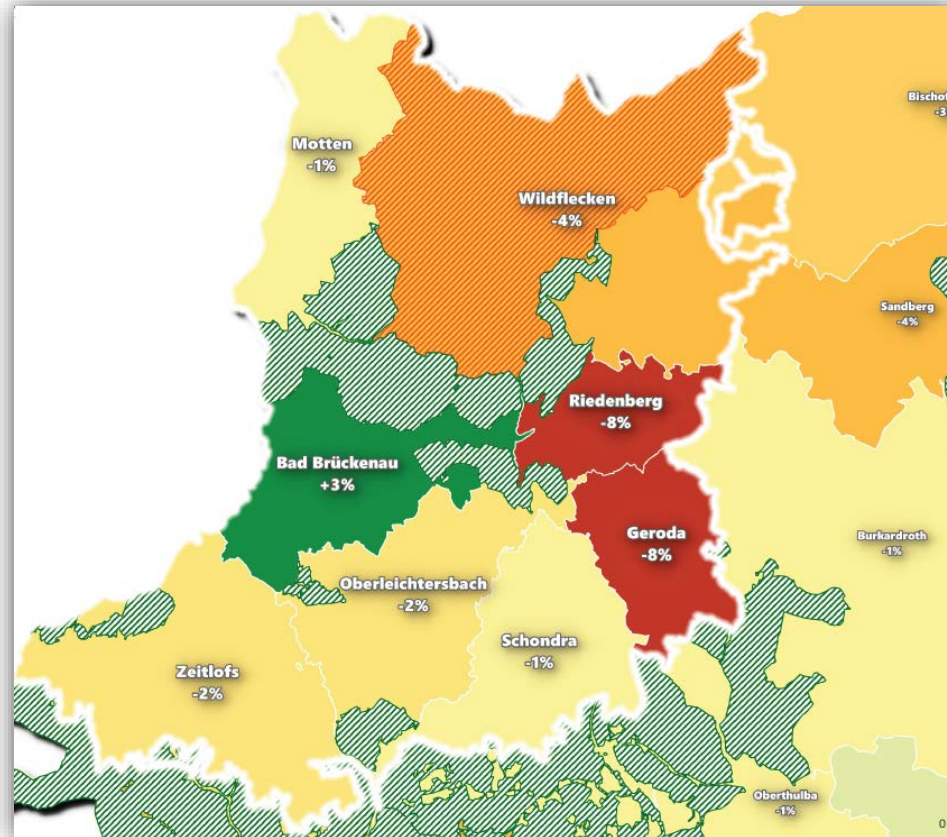 Motten
-1%
Wildflecken
-4%
Sandberg
-4%
Riedenberg
-8%
Bad Brückenau
+3%
Geroda
-8%
Burkardroth
-1%
Oberleichtersbach
-2%
Schondra
-1%
Zeitlofs
-2%
Oberthulba
-1%